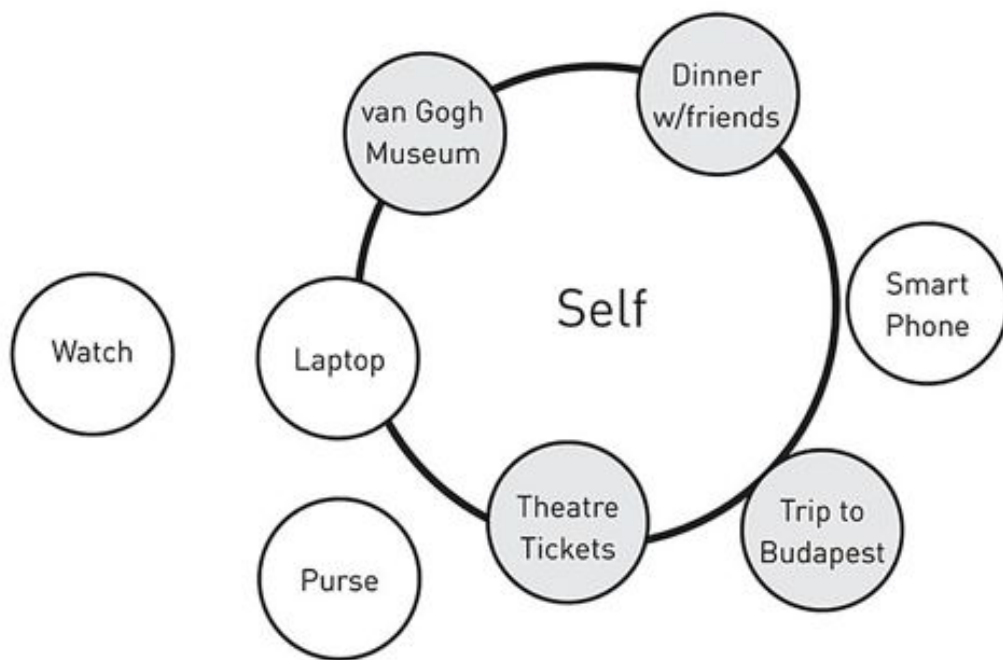 Dinner
w/friends
van Gogh
Museum
Self
Smart
Phone
Watch
Laptop
Theatre
Tickets
Trip to
Budapest
Purse